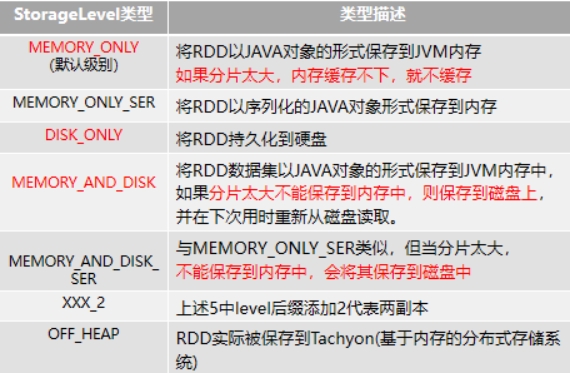 StorageLevel类型 类型描述
MEMORY_ONLY
(默认级别)
将RDD以JAVA对象的形式保存到JVM内存
如果分片太大，内存缓存不下，就不缓存
MEMORY_ONLY_SER 将RDD以序列化的JAVA对象形式保存到内存
DISK_ONLY 将RDD持久化到硬盘
MEMORY_AND_DISK
将RDD数据集以JAVA对象的形式保存到JVM内存中，
如果分片太大不能保存到内存中，则保存到磁盘上，
并在下次用时重新从磁盘读取。
MEMORY_AND_DISK_
SER
与MEMORY_ONLY_SER类似，但当分片太大，
不能保存到内存中，会将其保存到磁盘中
XXX_2 上述5中level后缀添加2代表两副本
OFF_HEAP
RDD实际被保存到Tachyon(基于内存的分布式存储系
统)